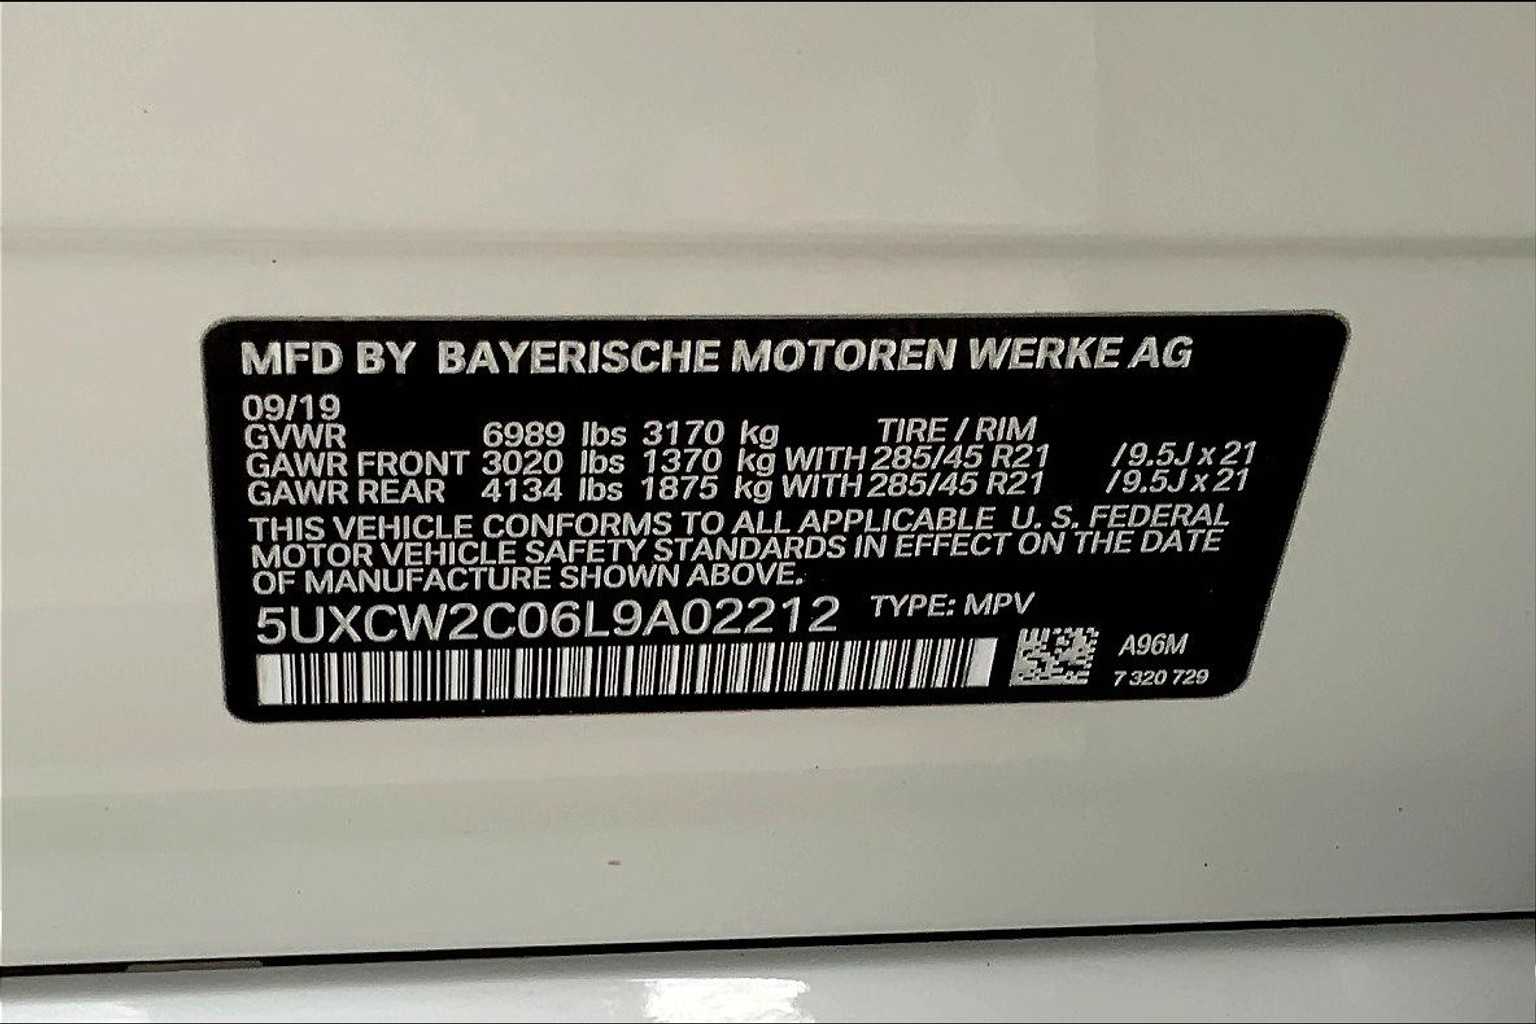 MFD BY BAYERISCHE MOTOREN WERKE AG
09/19
GVWR 6989 lbs 3170 kg TIRE / RIM
GAWR FRONT 3020 lbs 1370 kg WITH 285/45 R21 /9.5J x 21
GAWR REAR 4134 lbs 1875 kg WITH 285/45 R21 /9.5J x 21
THIS VEHICLE CONFORMS TO ALL APPLICABLE U. S. FEDERAL
MOTOR VEHICLE SAFETY STANDARDS IN EFFECT ON THE DATE
OF MANUFACTURE SHOWN ABOVE.
5UXCW2C06L9A02212 TYPE: MPV
A96M
7 320 729